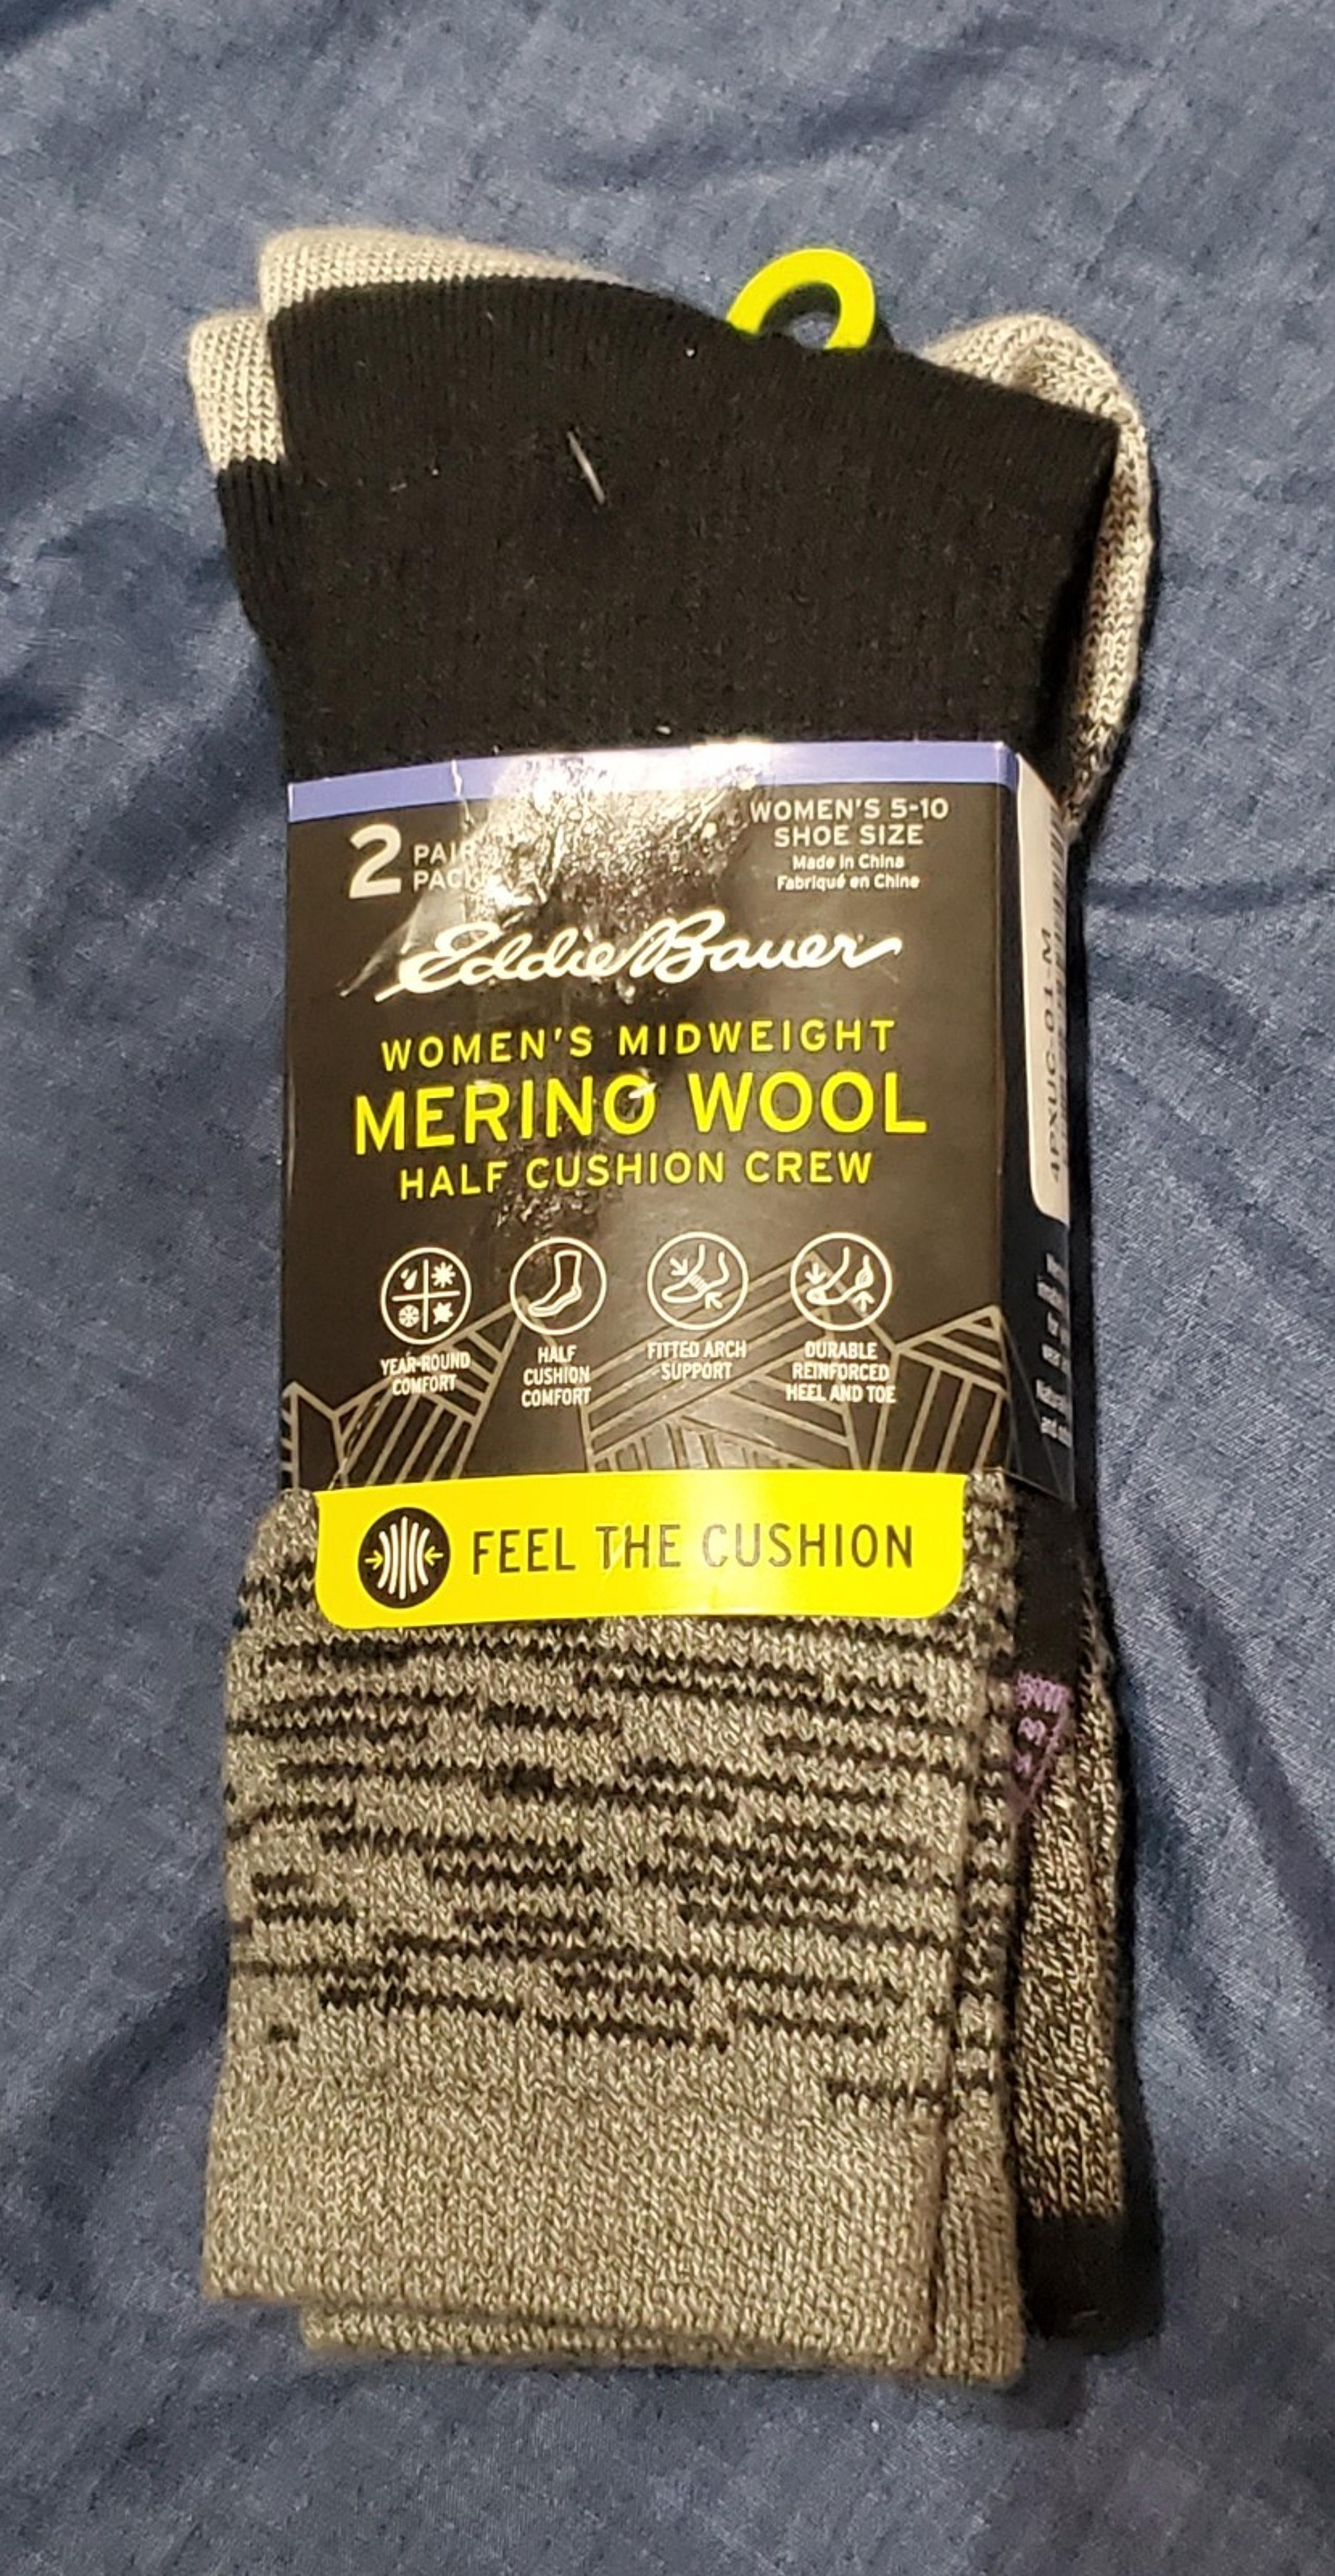 2 PAIR
PACK
WOMEN'S 5-10
SHOE SIZE
Made in China
Fabriqué en Chine
Eddie Bauer
WOMEN'S MIDWEIGHT
MERINO WOOL
HALF CUSHION CREW
YEAR-ROUND
COMFORT
HALF
CUSHION
COMFORT
FITTED ARCH
SUPPORT
DURABLE
REINFORCED
HEEL AND TOE
FEEL THE CUSHION